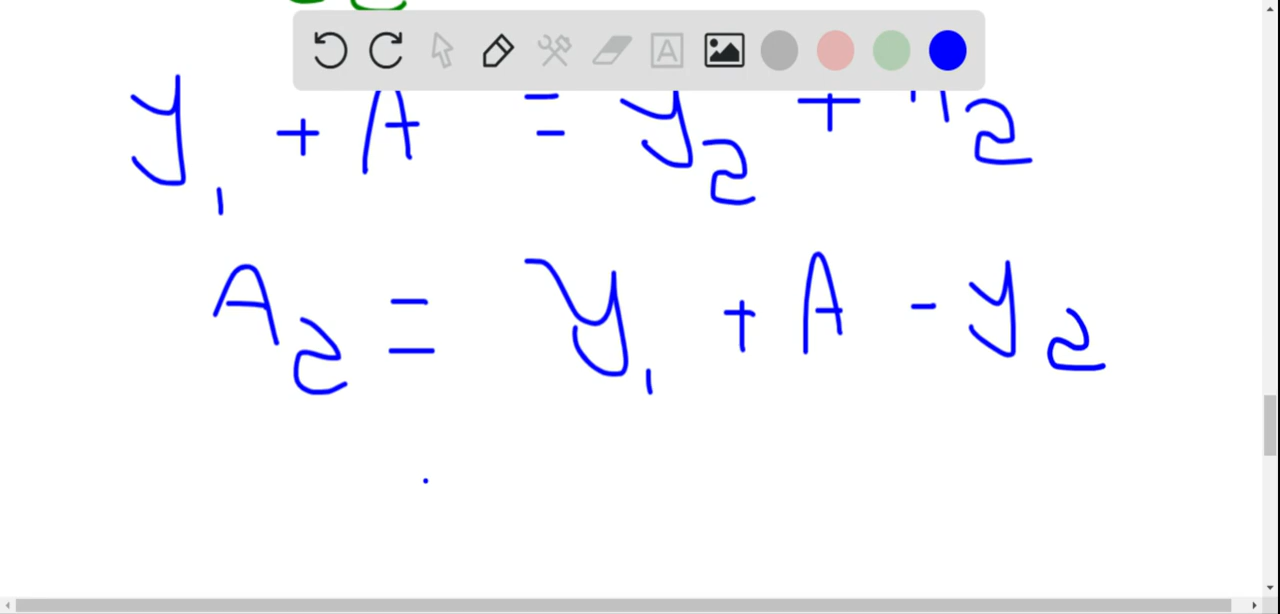 y₁ + A = y₂ + A₂
A₂ = y₁ + A - y₂